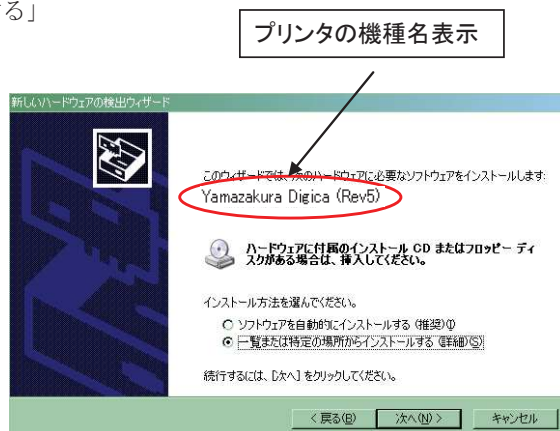 る」
プリンタの機種名表示
新しいハードウェアの検出ウィザード
このウィザードでは、次のハードウェアに必要なソフトウェアをインストールします:
Yamazakura Digica (Rev5)
ハードウェアに付属のインストール CD またはフロッピー ディ
スクがある場合は、挿入してください。
インストール方法を選んでください。
ソフトウェアを自動的にインストールする (推奨)(I)
一覧または特定の場所からインストールする (詳細)(S)
続行するには、[次へ] をクリックしてください。
< 戻る(B) 次へ(N) > キャンセル